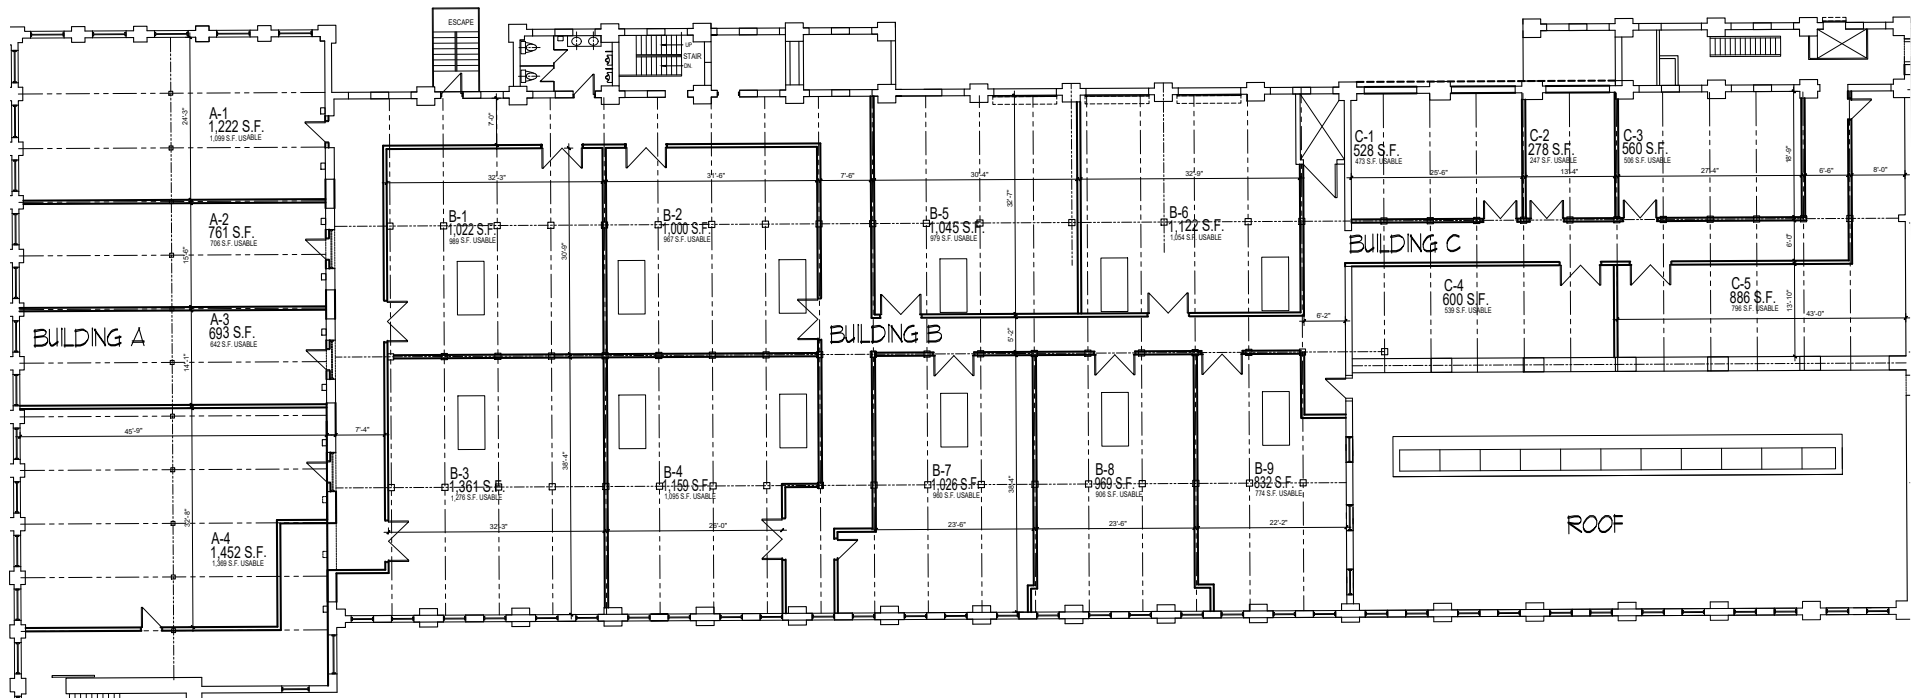 ESCAPE
UP
STAIR
DN.
A-1
1,222 S.F.
1,099 S.F. USABLE
24'-3"
A-2
761 S.F.
706 S.F. USABLE
15'-6"
A-3
693 S.F.
642 S.F. USABLE
14'-1"
BUILDING A
45'-9"
A-4
1,452 S.F.
1,369 S.F. USABLE
32'-8"
7'-0"
7'-4"
32'-3"
B-1
1,022 S.F.
989 S.F. USABLE
30'-9"
31'-6"
B-2
1,000 S.F.
967 S.F. USABLE
7'-6"
30'-4"
B-5
1,045 S.F.
979 S.F. USABLE
32'-7"
32'-9"
B-6
1,122 S.F.
1,054 S.F. USABLE
BUILDING B
5'-2"
6'-2"
B-3
1,361 S.F.
1,276 S.F. USABLE
38'-4"
32'-3"
B-4
1,159 S.F.
1,095 S.F. USABLE
26'-0"
B-7
1,026 S.F.
960 S.F. USABLE
38'-4"
23'-6"
B-8
969 S.F.
906 S.F. USABLE
23'-6"
B-9
832 S.F.
774 S.F. USABLE
22'-2"
C-1
528 S.F.
473 S.F. USABLE
25'-6"
C-2
278 S.F.
247 S.F. USABLE
13'-4"
C-3
560 S.F.
506 S.F. USABLE
27'-4"
18'-9"
6'-6"
8'-0"
BUILDING C
6'-0"
C-4
600 S.F.
539 S.F. USABLE
C-5
886 S.F.
796 S.F. USABLE
13'-10"
43'-0"
ROOF